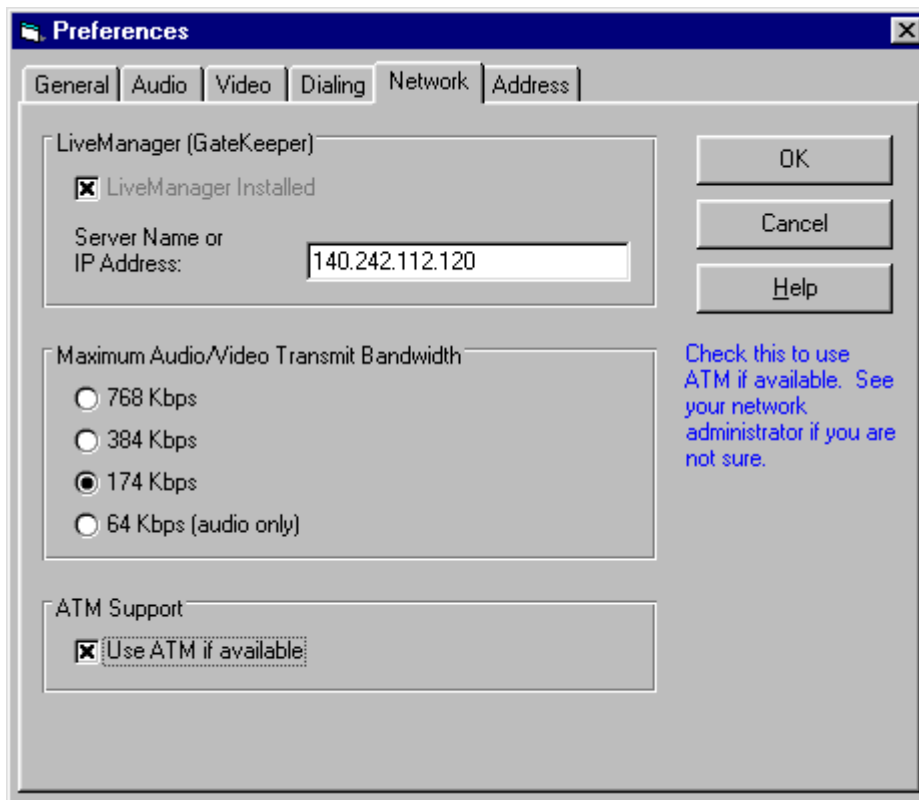 Preferences
General
Audio
Video
Dialing
Network
Address
LiveManager (GateKeeper)
LiveManager Installed
Server Name or
IP Address:
140.242.112.120
OK
Cancel
Help
Maximum Audio/Video Transmit Bandwidth
768 Kbps
384 Kbps
174 Kbps
64 Kbps (audio only)
Check this to use
ATM if available.  See
your network
administrator if you are
not sure.
ATM Support
Use ATM if available